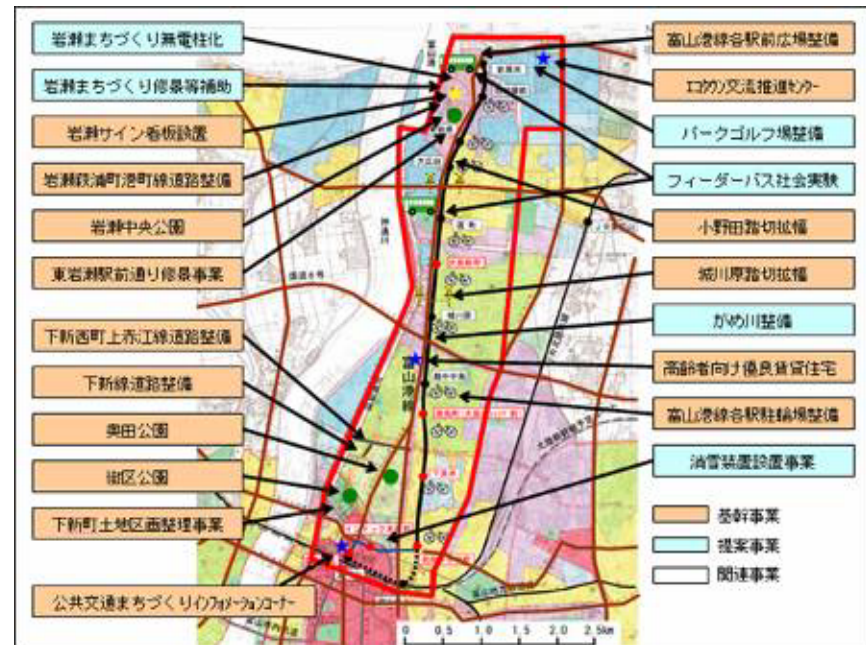 岩瀬まちづくり無電柱化
岩瀬まちづくり修景等補助
岩瀬サイン看板設置
岩瀬萩浦町港町線道路整備
岩瀬中央公園
東岩瀬駅前通り修景事業
下新西町上赤江線道路整備
下新線道路整備
奥田公園
街区公園
下新町土地区画整理事業
公共交通まちづくりインフォメーションコーナー
富山港線各駅前広場整備
エコタウン交流推進センター
パークゴルフ場整備
フィーダーバス社会実験
小野田踏切拡幅
城川原踏切拡幅
がめ川整備
高齢者向け優良賃貸住宅
富山港線各駅駐輪場整備
消雪装置設置事業
基幹事業
提案事業
関連事業
富山港線
神通川
0 0.5 1.0 1.5 2.0 2.5km